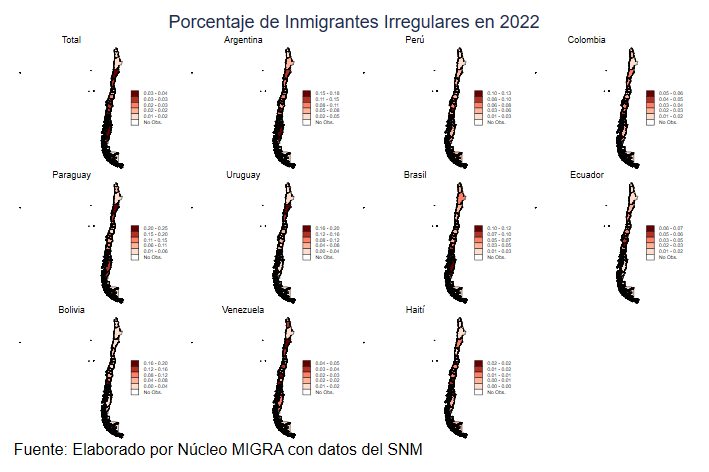 Porcentaje de Inmigrantes Irregulares en 2022
Total
0.03 - 0.04
0.03 - 0.03
0.02 - 0.03
0.02 - 0.02
0.01 - 0.02
No Obs.
Argentina
0.15 - 0.18
0.11 - 0.15
0.08 - 0.11
0.05 - 0.08
0.02 - 0.05
No Obs.
Perú
0.10 - 0.13
0.08 - 0.10
0.06 - 0.08
0.03 - 0.06
0.01 - 0.03
No Obs.
Colombia
0.05 - 0.06
0.04 - 0.05
0.03 - 0.04
0.02 - 0.03
0.01 - 0.02
No Obs.
Paraguay
0.20 - 0.25
0.15 - 0.20
0.11 - 0.15
0.06 - 0.11
0.01 - 0.06
No Obs.
Uruguay
0.16 - 0.20
0.12 - 0.16
0.08 - 0.12
0.04 - 0.08
0.00 - 0.04
No Obs.
Brasil
0.10 - 0.12
0.07 - 0.10
0.05 - 0.07
0.03 - 0.05
0.01 - 0.03
No Obs.
Ecuador
0.06 - 0.07
0.05 - 0.06
0.03 - 0.05
0.02 - 0.03
0.01 - 0.02
No Obs.
Bolivia
0.16 - 0.20
0.12 - 0.16
0.08 - 0.12
0.04 - 0.08
0.00 - 0.04
No Obs.
Venezuela
0.04 - 0.05
0.03 - 0.04
0.02 - 0.03
0.02 - 0.02
0.01 - 0.02
No Obs.
Haití
0.02 - 0.02
0.01 - 0.02
0.01 - 0.01
0.00 - 0.01
0.00 - 0.00
No Obs.
Fuente: Elaborado por Núcleo MIGRA con datos del SNM